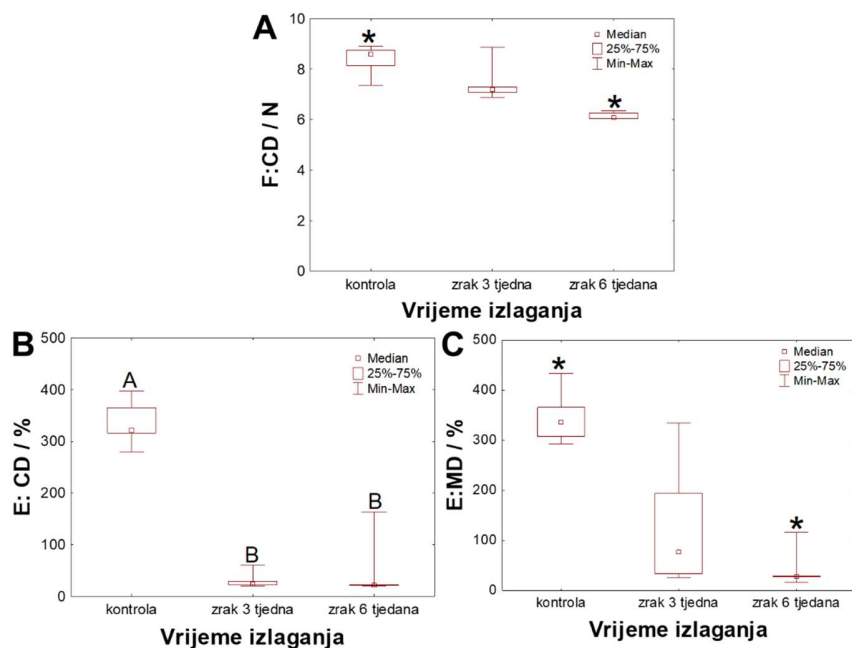 A
F:CD / N
10
8
6
4
2
0
*
*
Median
25%-75%
Min-Max
kontrola
zrak 3 tjedna
zrak 6 tjedana
Vrijeme izlaganja
B
E: CD / %
500
400
300
200
100
0
A
B
B
Median
25%-75%
Min-Max
kontrola
zrak 3 tjedna
zrak 6 tjedana
Vrijeme izlaganja
C
E:MD / %
500
400
300
200
100
0
*
*
Median
25%-75%
Min-Max
kontrola
zrak 3 tjedna
zrak 6 tjedana
Vrijeme izlaganja